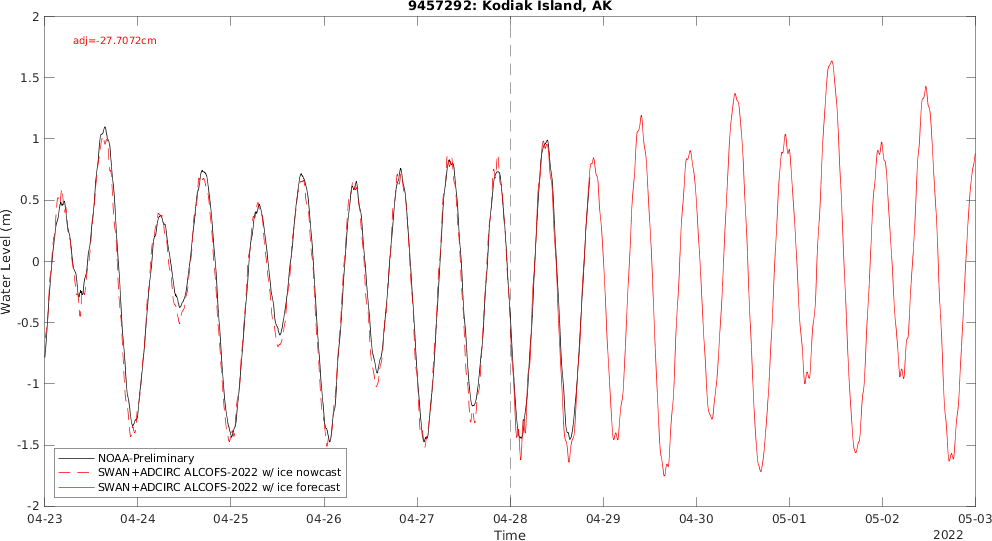 9457292: Kodiak Island, AK
adj=-27.7072cm
2
1.5
1
0.5
0
-0.5
-1
-1.5
-2
Water Level (m)
NOAA-Preliminary
SWAN+ADCIRC ALCOFS-2022 w/ ice nowcast
SWAN+ADCIRC ALCOFS-2022 w/ ice forecast
04-23 04-24 04-25 04-26 04-27 04-28 04-29 04-30 05-01 05-02 05-03
Time
2022